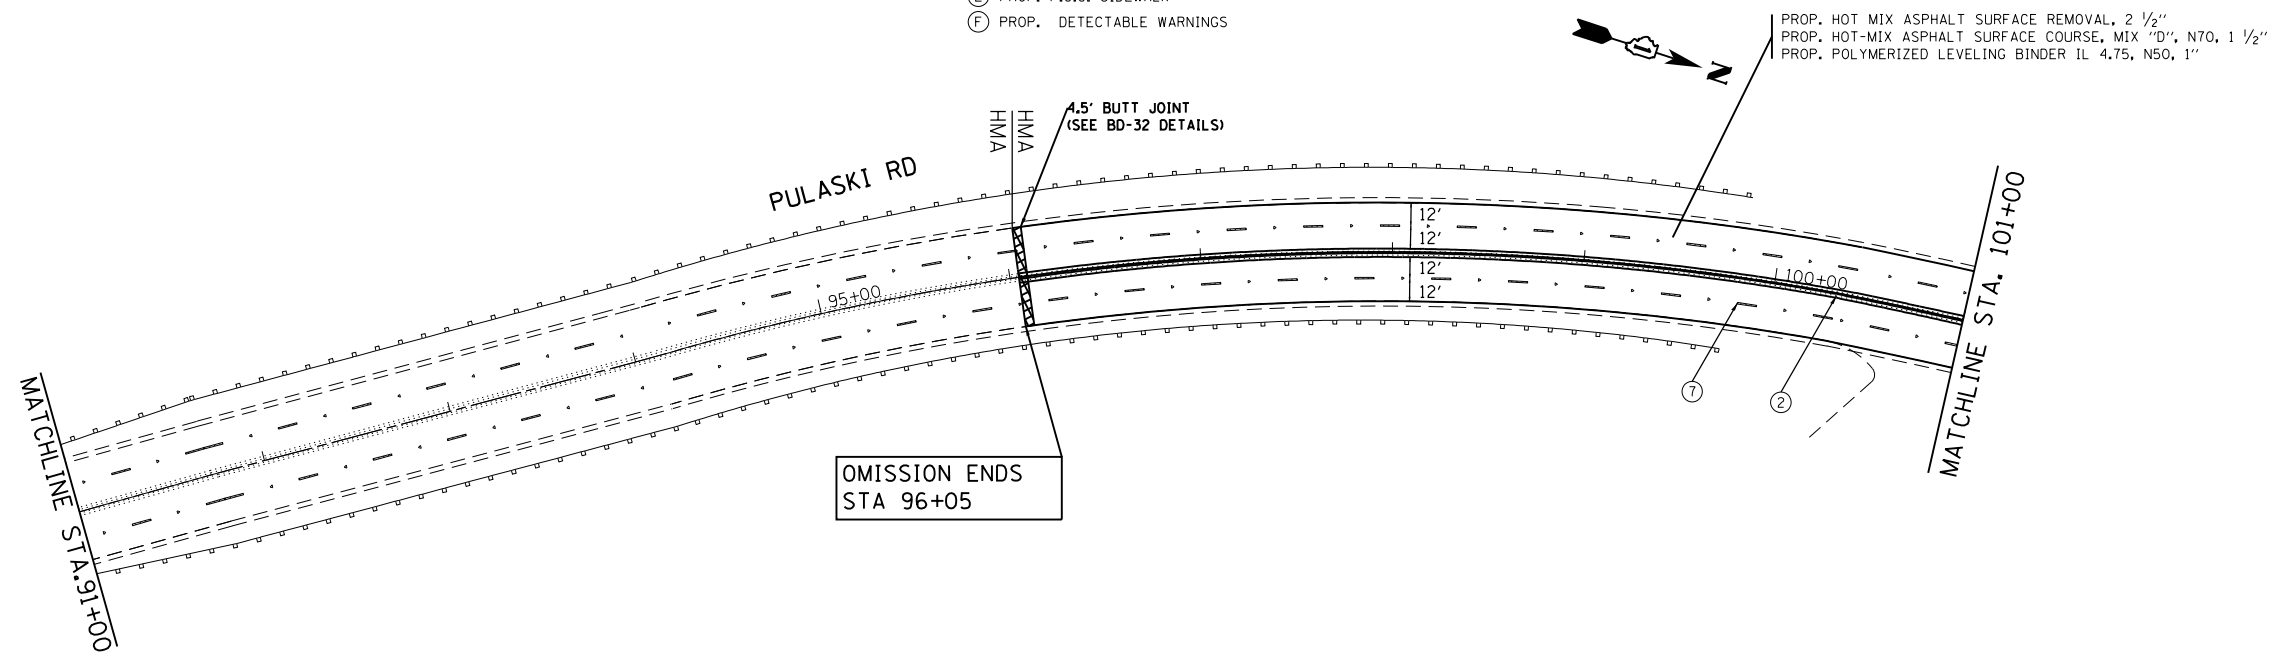 Ⓕ PROP. DETECTABLE WARNINGS
N
PROP. HOT MIX ASPHALT SURFACE REMOVAL, 2 ½"
PROP. HOT-MIX ASPHALT SURFACE COURSE, MIX "D", N70, 1 ½"
PROP. POLYMERIZED LEVELING BINDER IL 4.75, N50, 1"
4.5' BUTT JOINT
(SEE BD-32 DETAILS)
HMA
HMA
PULASKI RD
12'
12'
12'
12'
95+00
100+00
MATCHLINE STA. 101+00
MATCHLINE STA.91+00
⑦
②
OMISSION ENDS
STA 96+05